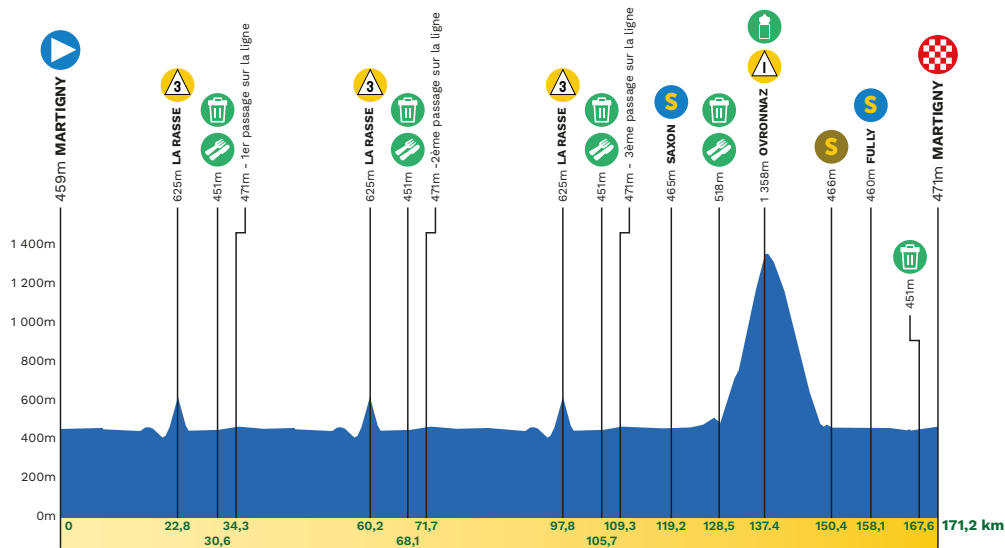 459m MARTIGNY
3
625m LA RASSE
451m
471m - 1er passage sur la ligne
3
625m LA RASSE
451m
471m -2ème passage sur la ligne
3
625m LA RASSE
451m
471m - 3ème passage sur la ligne
S
465m SAXON
518m
I
1 358m OVRONNAZ
S
466m
S
460m FULLY
451m
471m MARTIGNY
1 400m
1 200m
1 000m
800m
600m
400m
200m
0m
0 22,8 34,3 60,2 71,7 97,8 109,3 119,2 128,5 137.4 150,4 158,1 167,6 171,2 km
30,6 68,1 105,7